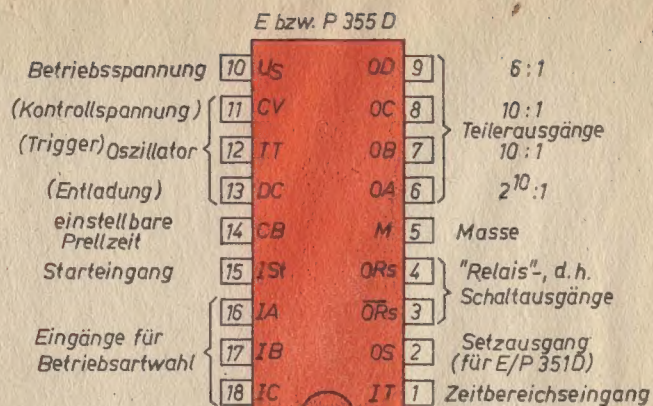 E bzw. P 355 D
Betriebsspannung 10 US OD 9 6:1
(Kontrollspannung) 11 CV OC 8 10:1
Teilerausgänge
(Trigger) Oszillator 12 TT OB 7 10:1
(Entladung) 13 DC OA 6 2^10:1
einstellbare
Prellzeit 14 CB M 5 Masse
Starteingang 15 ISt ORs 4 "Relais"-, d.h.
Schaltausgänge
16 IA O̅R̅s̅ 3
Eingänge für
Betriebsartwahl 17 IB OS 2 Setzausgang
(für E/P 351D)
18 IC IT 1 Zeitbereichseingang